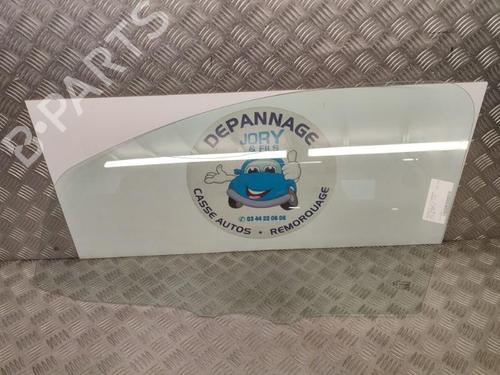 B-PARTS
DEPANNAGE
JORY
& FILS
03 44 22 06 06
CASSE AUTOS • REMORQUAGE